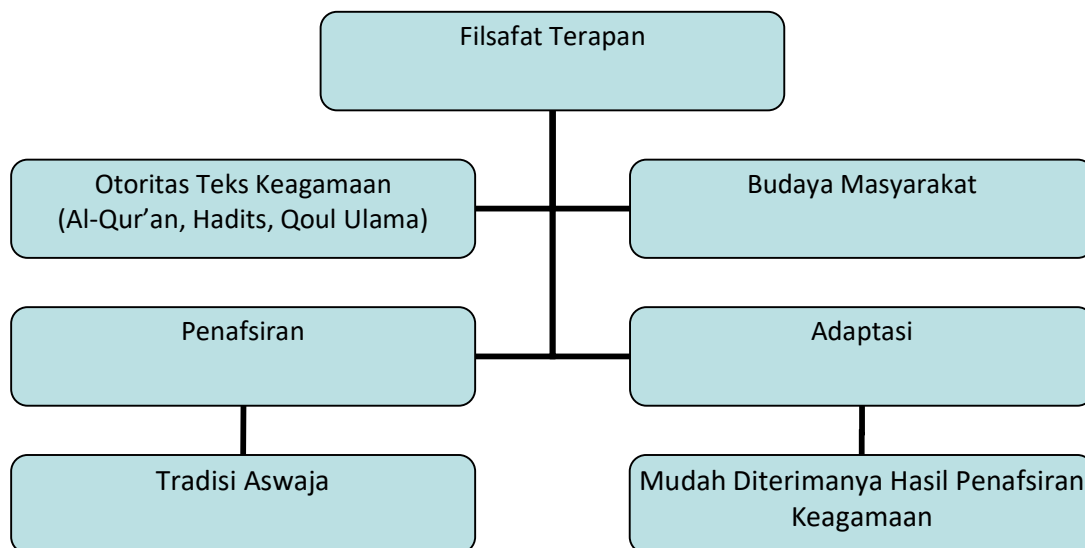 Filsafat Terapan
Otoritas Teks Keagamaan
(Al-Qur’an, Hadits, Qoul Ulama)
Budaya Masyarakat
Penafsiran
Adaptasi
Tradisi Aswaja
Mudah Diterimanya Hasil Penafsiran
Keagamaan